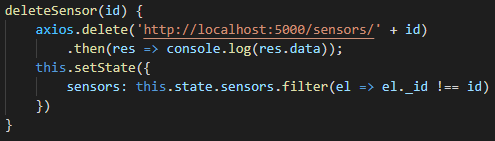 deleteSensor(id) {
    axios.delete('http://localhost:5000/sensors/' + id)
        .then(res => console.log(res.data));
    this.setState({
        sensors: this.state.sensors.filter(el => el._id !== id)
    })
}